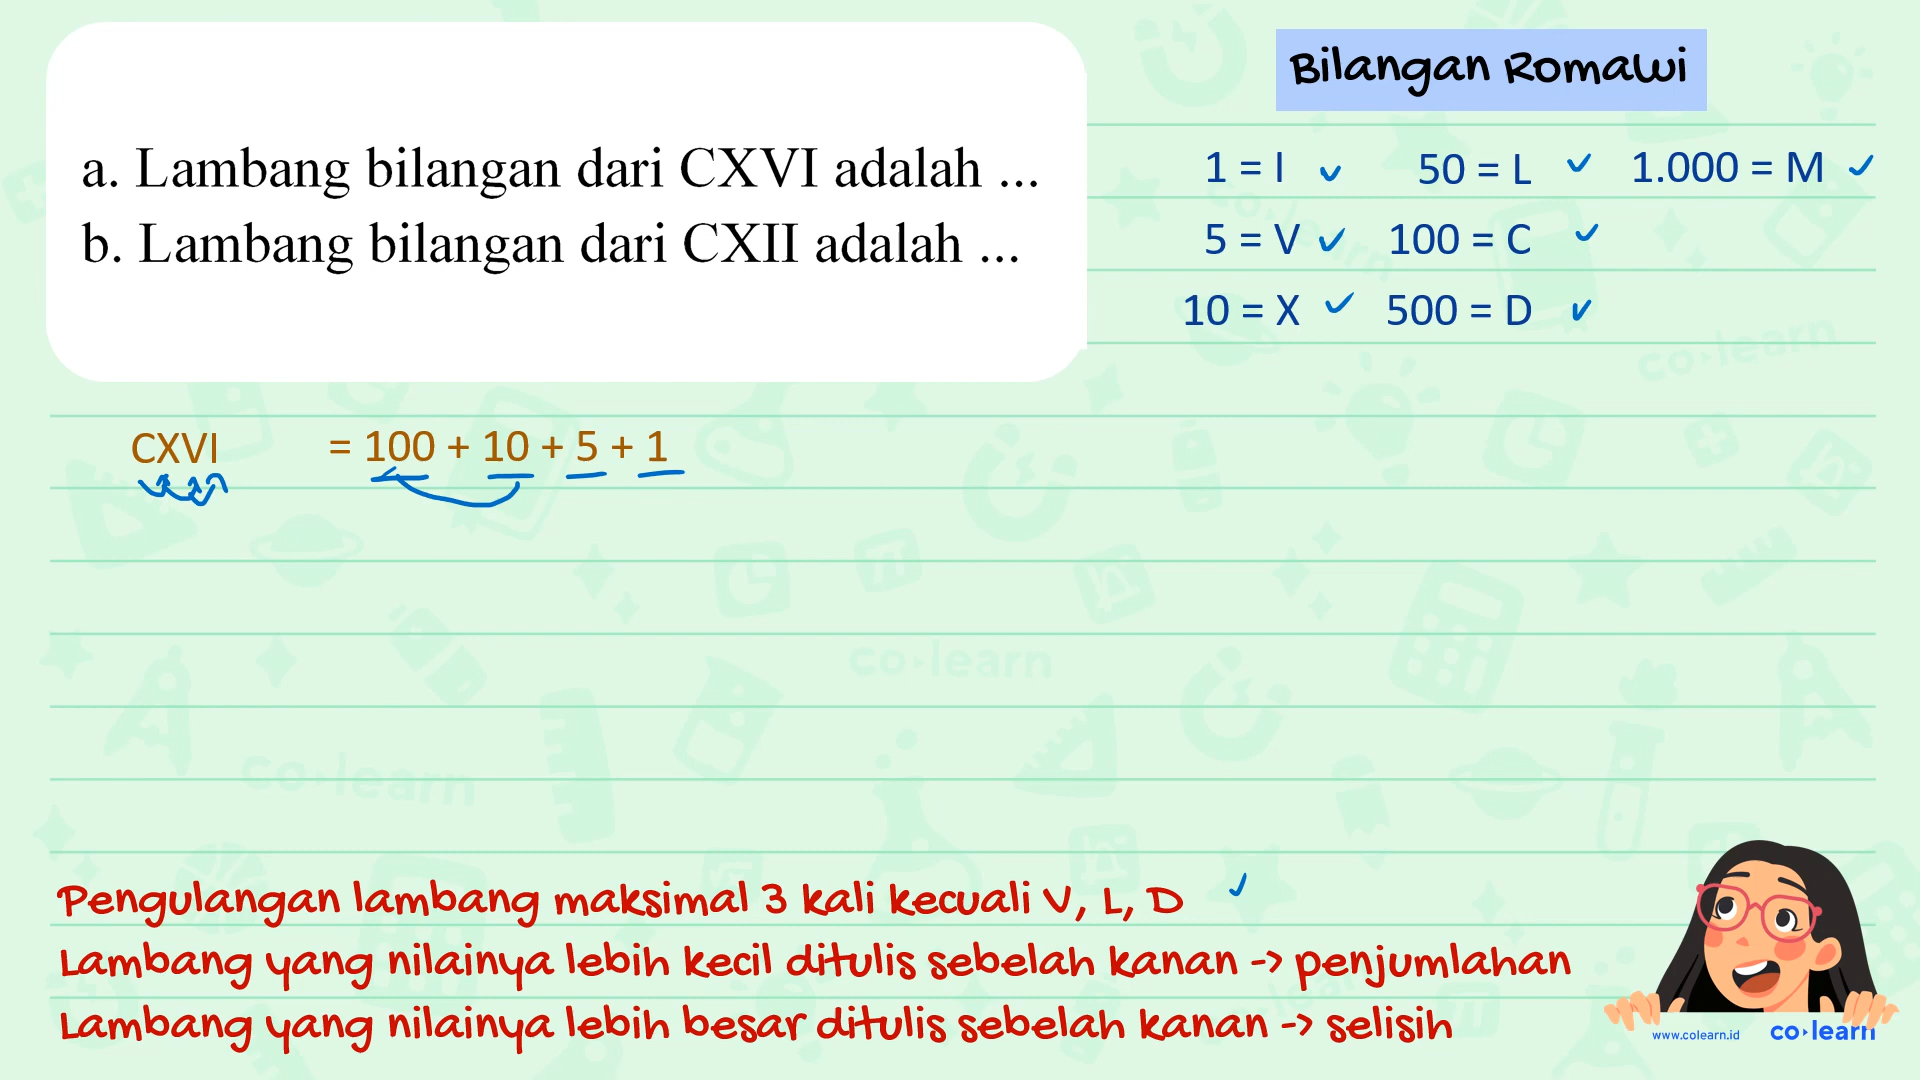 Bilangan Romawi
a. Lambang bilangan dari CXVI adalah ...
b. Lambang bilangan dari CXII adalah ...
1 = I 50 = L 1.000 = M
5 = V 100 = C
10 = X 500 = D
CXVI = 100 + 10 + 5 + 1
Pengulangan lambang maksimal 3 kali kecuali V, L, D
Lambang yang nilainya lebih kecil ditulis sebelah kanan -> penjumlahan
Lambang yang nilainya lebih besar ditulis sebelah kanan -> selisih
www.colearn.id co learn